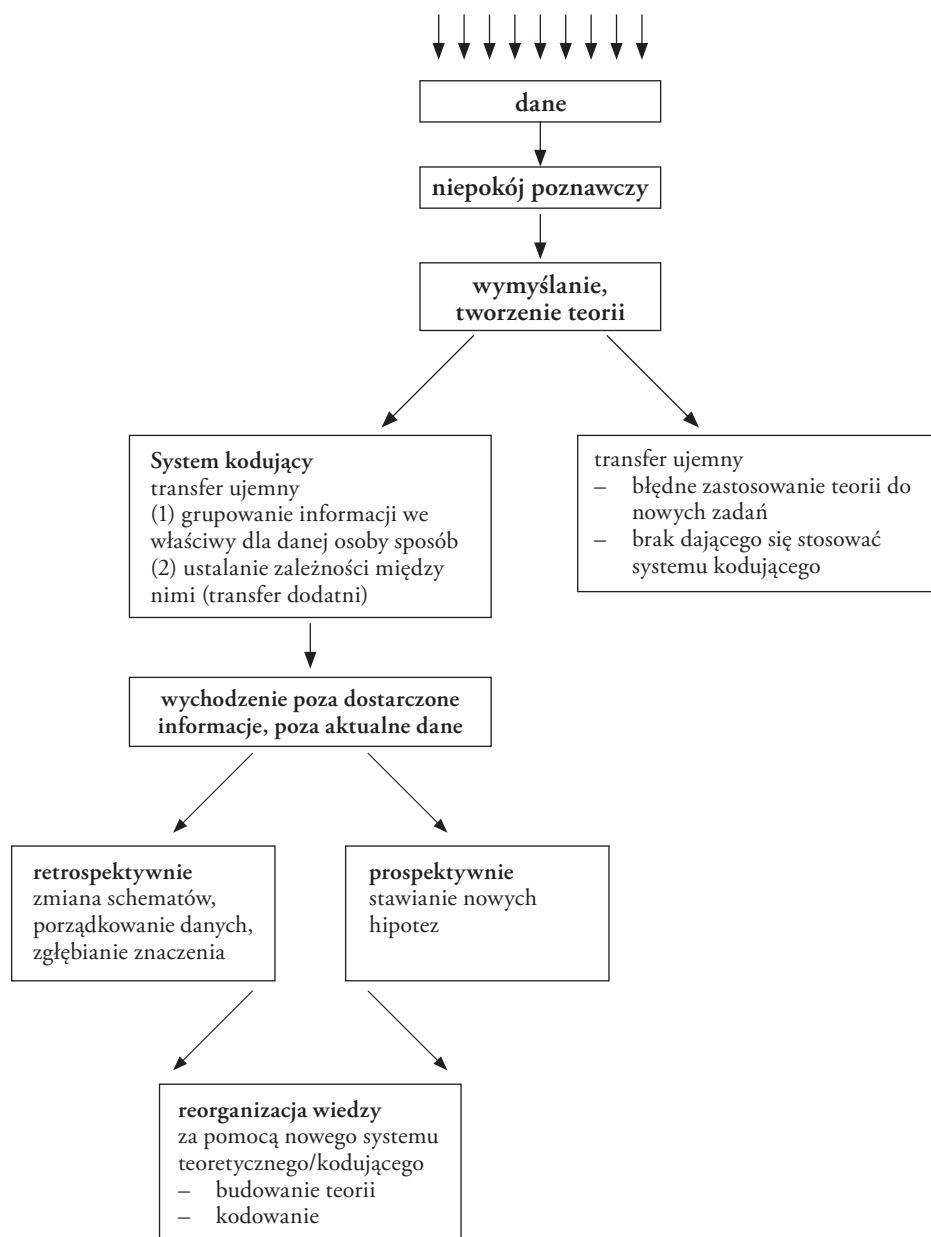 dane
niepokój poznawczy
wymyślanie,
tworzenie teorii
System kodujący
transfer ujemny
(1) grupowanie informacji we
właściwy dla danej osoby sposób
(2) ustalanie zależności między
nimi (transfer dodatni)
transfer ujemny
– błędne zastosowanie teorii do
nowych zadań
– brak dającego się stosować
systemu kodującego
wychodzenie poza dostarczone
informacje, poza aktualne dane
retrospektywnie
zmiana schematów,
porządkowanie danych,
zgłębianie znaczenia
prospektywnie
stawianie nowych
hipotez
reorganizacja wiedzy
za pomocą nowego systemu
teoretycznego/kodującego
– budowanie teorii
– kodowanie